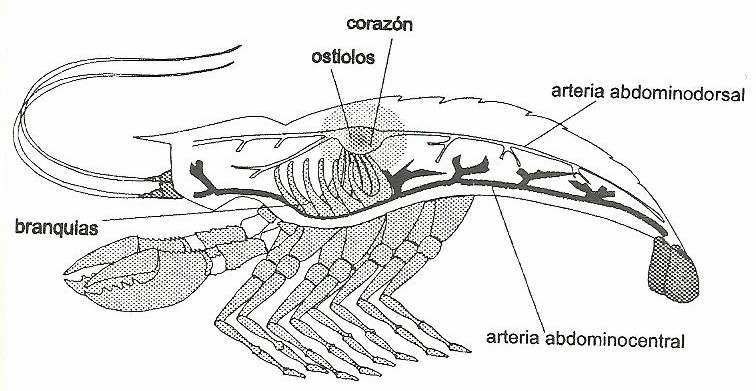 corazón
ostiolos
arteria abdominodorsal
branquias
arteria abdominocentral